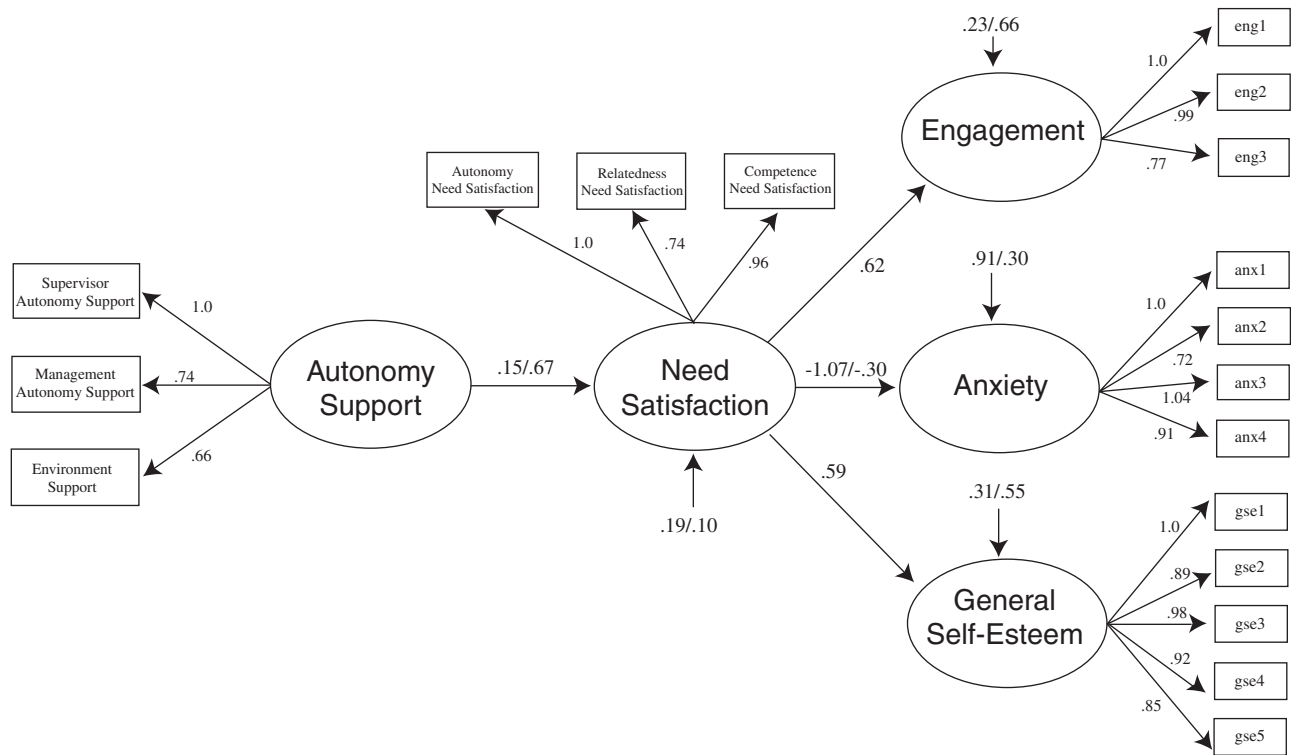 .23/.66
eng1
1.0
Engagement
eng2
.99
eng3
.77
Autonomy
Need Satisfaction
Relatedness
Need Satisfaction
Competence
Need Satisfaction
1.0
.74
.96
.62
Supervisor
Autonomy Support
1.0
Management
Autonomy Support
.74
Environment
Support
.66
Autonomy
Support
.15/.67
Need
Satisfaction
.19/.10
-1.07/-.30
.91/.30
Anxiety
anx1
1.0
anx2
.72
anx3
1.04
anx4
.91
.59
.31/.55
General
Self-Esteem
gse1
1.0
gse2
.89
gse3
.98
gse4
.92
gse5
.85